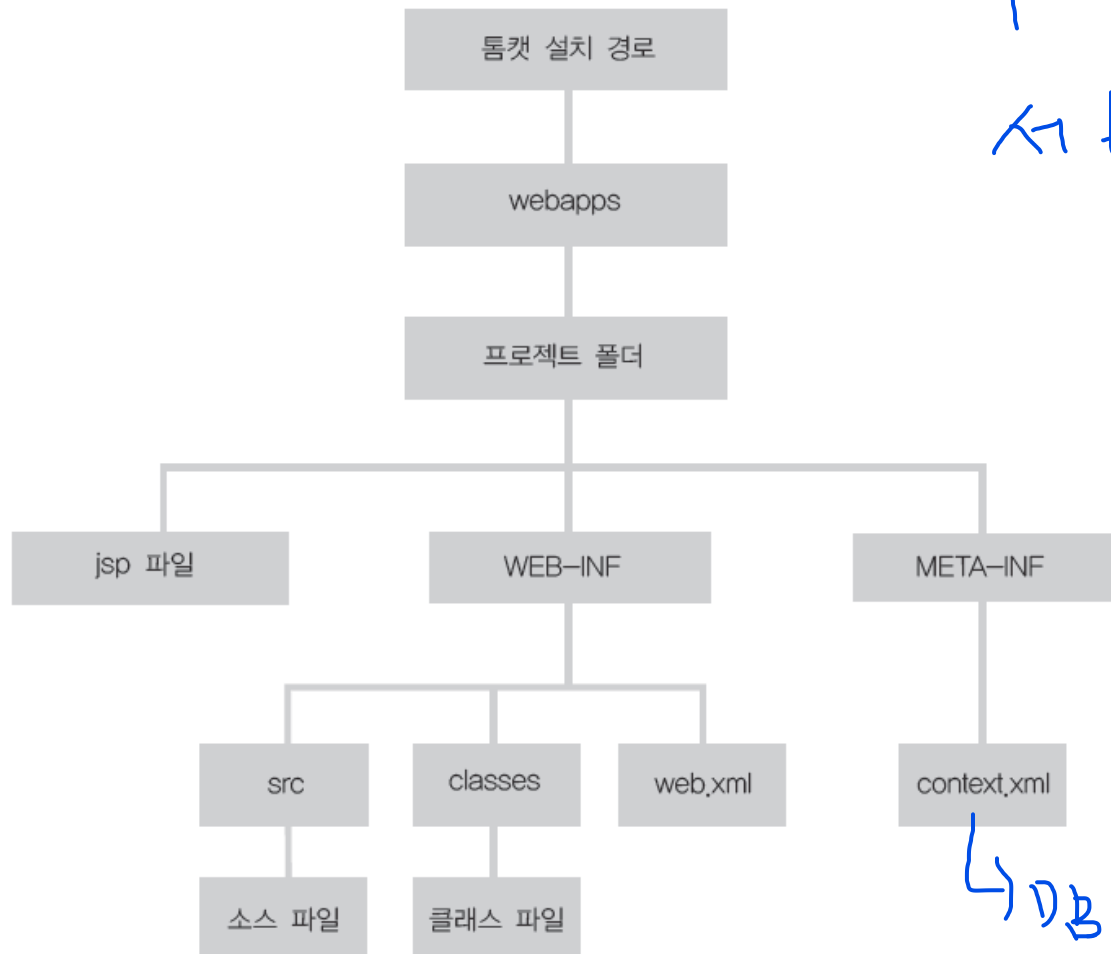 톰캣 설치 경로
webapps
프로젝트 폴더
jsp 파일
WEB-INF
META-INF
src
classes
web.xml
context.xml
소스 파일
클래스 파일
DB